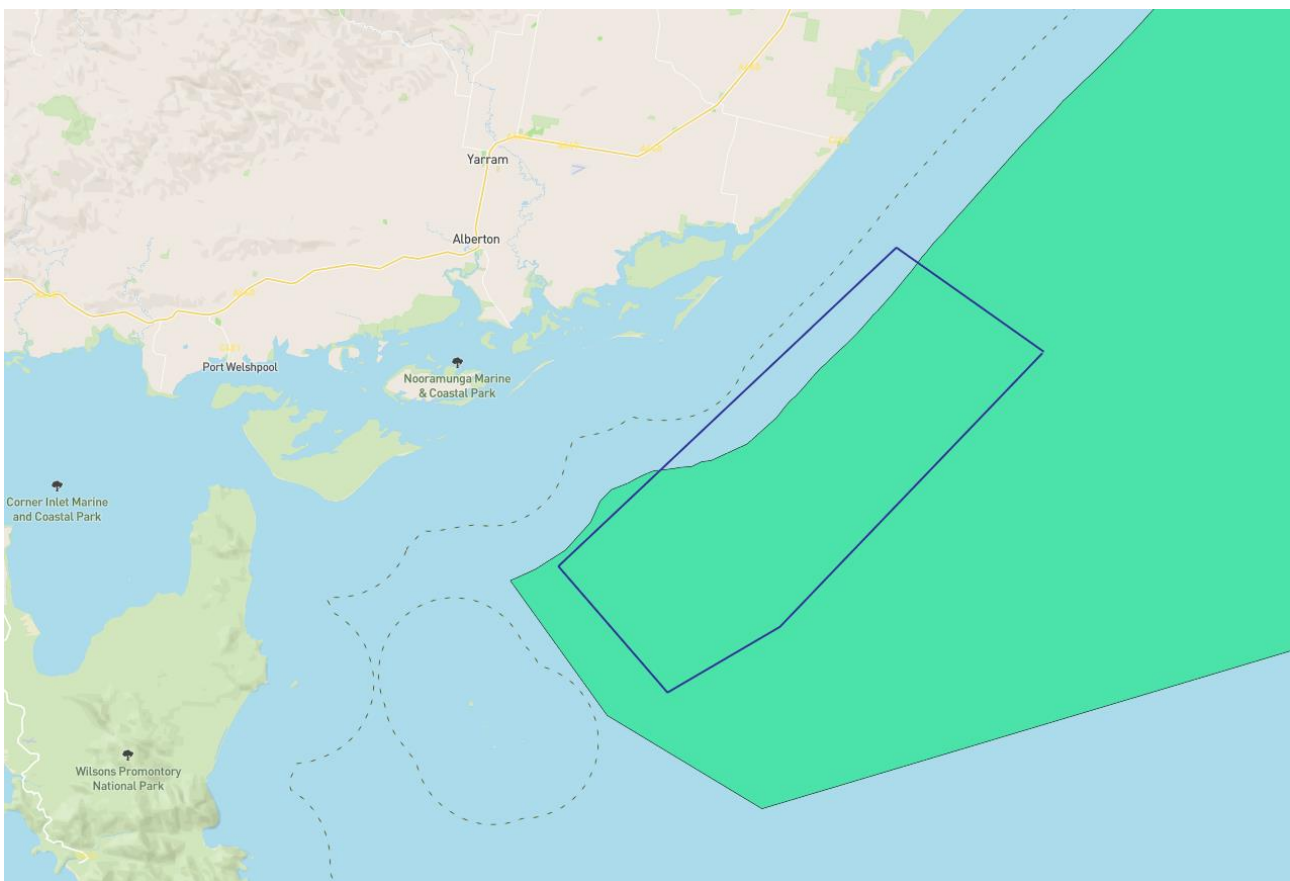 Yarram
Alberton
Port Welshpool
Nooramunga Marine
& Coastal Park
Corner Inlet Marine
and Coastal Park
Wilsons Promontory
National Park